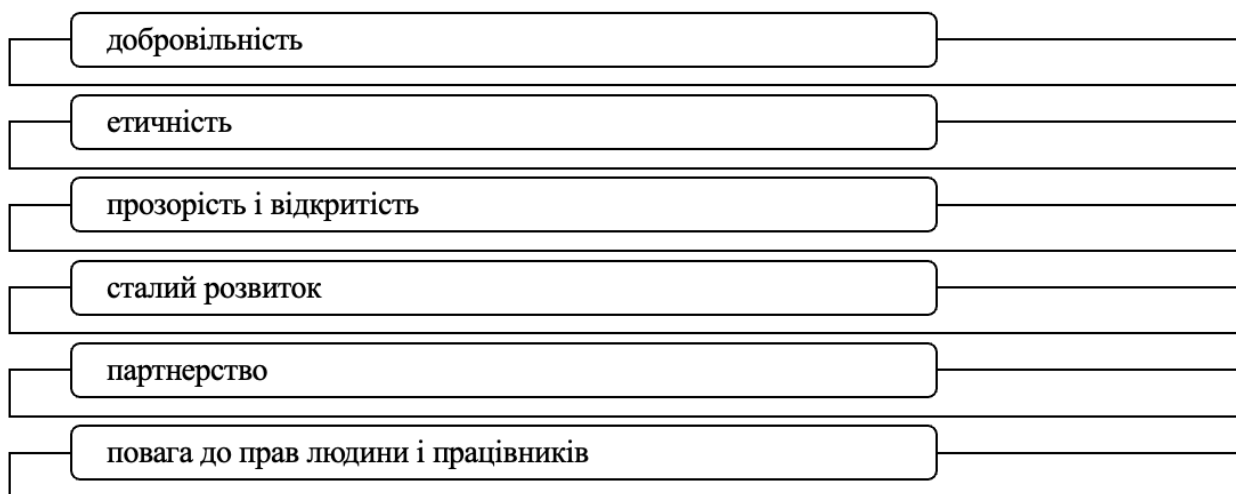 добровільність
етичність
прозорість і відкритість
сталий розвиток
партнерство
повага до прав людини і працівників